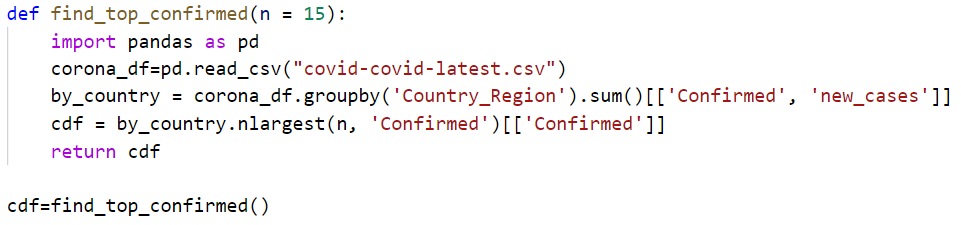 def find_top_confirmed(n = 15):
    import pandas as pd
    corona_df=pd.read_csv("covid-covid-latest.csv")
    by_country = corona_df.groupby('Country_Region').sum()[['Confirmed', 'new_cases']]
    cdf = by_country.nlargest(n, 'Confirmed')[['Confirmed']]
    return cdf

cdf=find_top_confirmed()